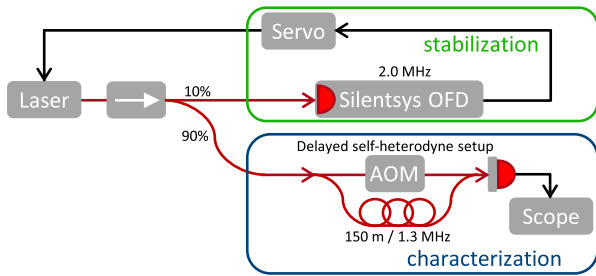 Servo
stabilization
2.0 MHz
Laser
10%
Silentsys OFD
90%
Delayed self-heterodyne setup
AOM
Scope
150 m / 1.3 MHz
characterization